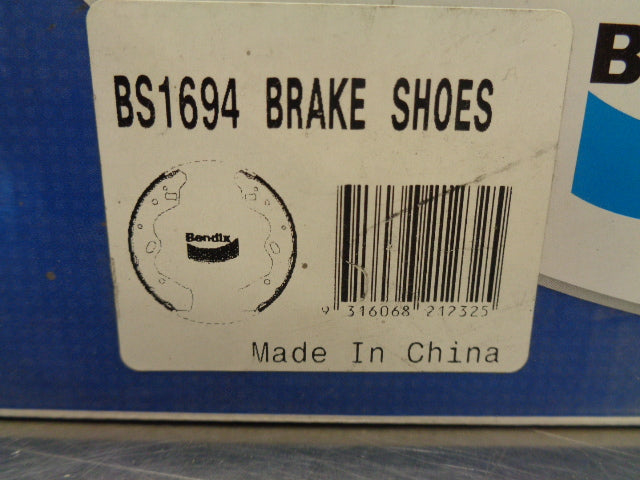 BS1694 BRAKE SHOES
Bendix
9 316068 212325
Made In China
B